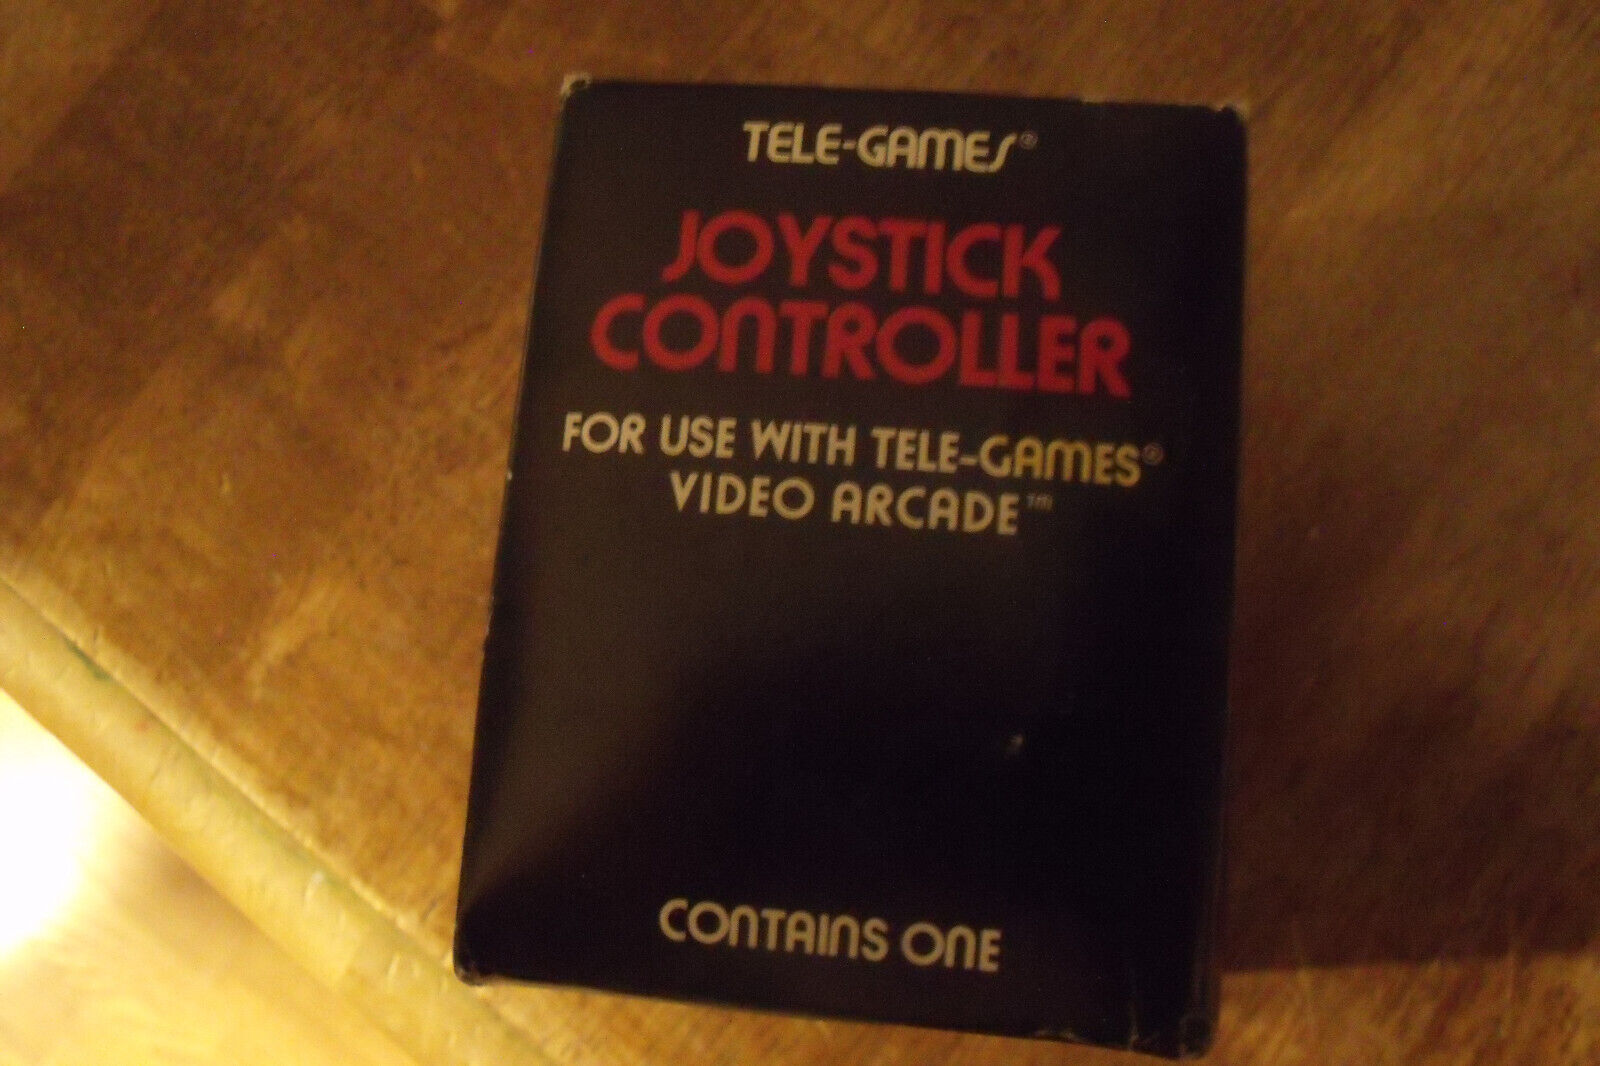 TELE-GAMES®
JOYSTICK
CONTROLLER
FOR USE WITH TELE-GAMES®
VIDEO ARCADE™
CONTAINS ONE